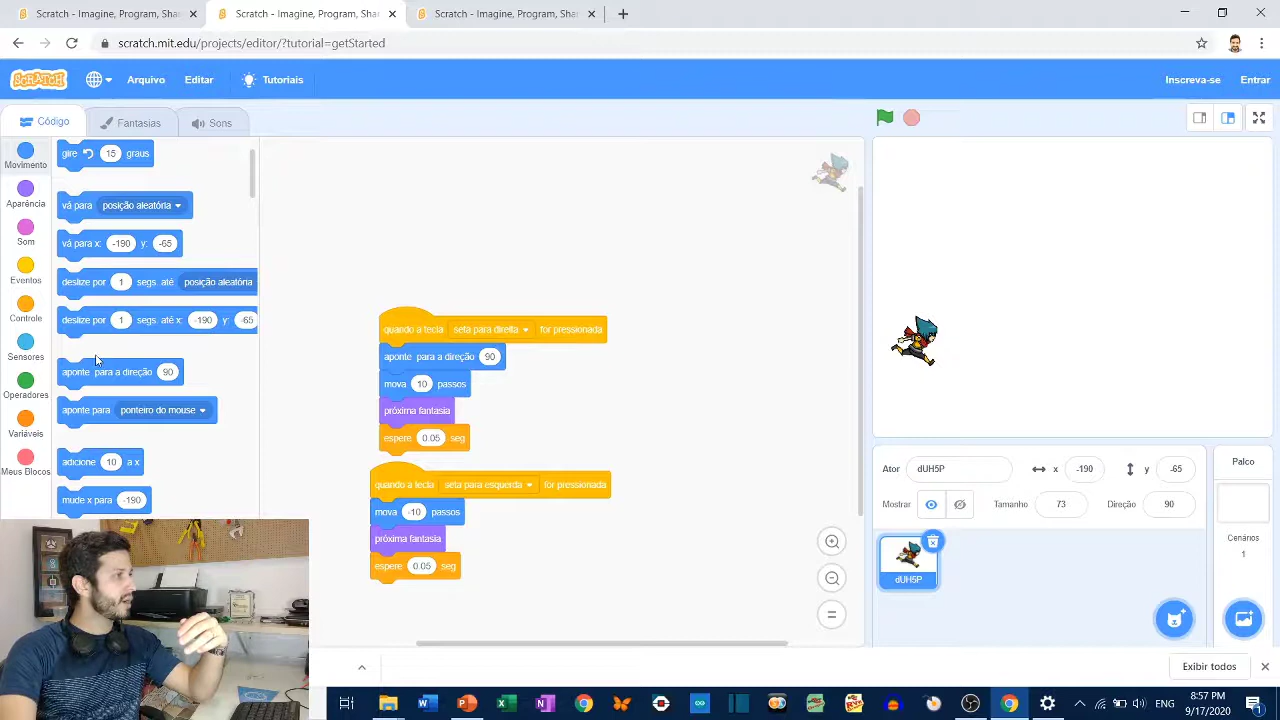 Scratch - Imagine, Program, Sha
Scratch - Imagine, Program, Sha
Scratch - Imagine, Program, Sha
scratch.mit.edu/projects/editor/?tutorial=getStarted
SCRATCH
Arquivo
Editar
Tutoriais
Inscreva-se
Entrar
Código
Fantasias
Sons
Movimento
Aparência
Som
Eventos
Controle
Sensores
Operadores
Variáveis
Meus Blocos
gire 15 graus
vá para posição aleatória
vá para x: -190 y: -65
deslize por 1 segs. até posição aleatória
deslize por 1 segs. até x: -190 y: -65
aponte para a direção 90
aponte para ponteiro do mouse
adicione 10 a x
mude x para -190
quando a tecla seta para direita for pressionada
aponte para a direção 90
mova 10 passos
próxima fantasia
espere 0.05 seg
quando a tecla seta para esquerda for pressionada
mova -10 passos
próxima fantasia
espere 0.05 seg
Ator dUH5P x -190 y -65
Mostrar Tamanho 73 Direção 90
dUH5P
Palco
Cenários
1
Exibir todos
ENG
8:57 PM
9/17/2020